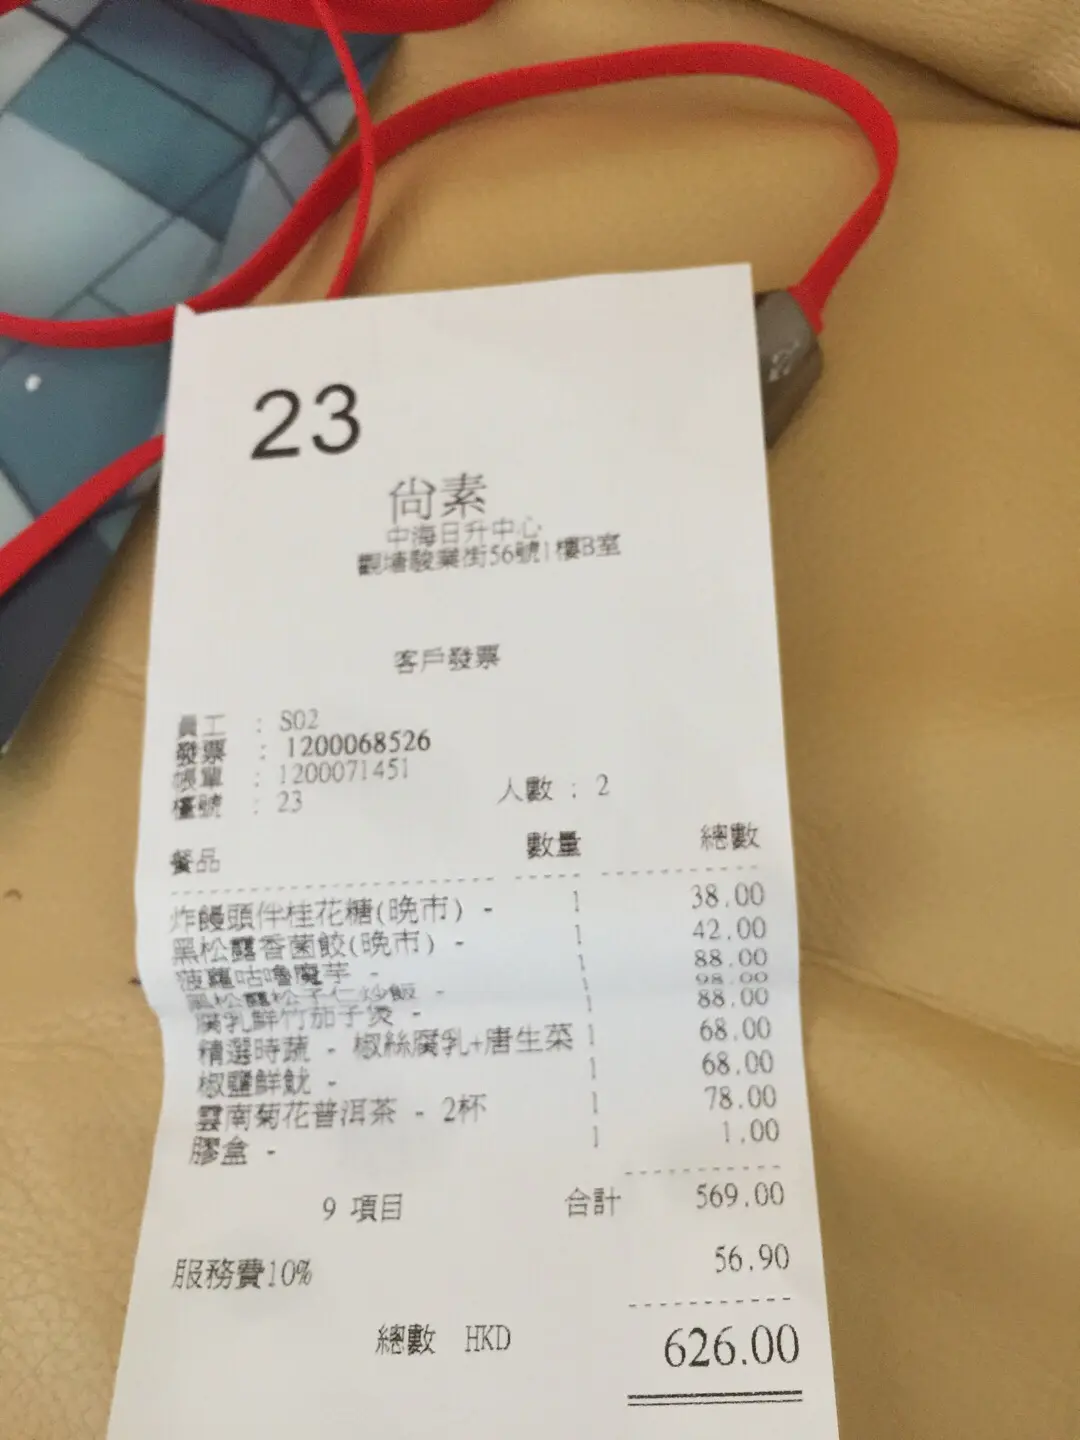 23
尙素
中海日升中心
觀塘駿業街56號1樓B室
客戶發票
員工 : S02
發票 : 1200068526
帳單 : 1200071451
檯號 : 23 人數 : 2
餐品 數量 總數
炸饅頭伴桂花糖(晚市) - 1 38.00
黑松露香菌餃(晚市) - 1 42.00
菠蘿咕嚕魔芋 - 1 88.00
黑松露松子仁炒飯 - 1 98.00
腐乳鮮竹茄子煲 - 1 88.00
精選時蔬 - 椒絲腐乳+唐生菜 1 68.00
椒鹽鮮魷 - 1 68.00
雲南菊花普洱茶 - 2杯 1 78.00
膠盒 - 1 1.00
9 項目 合計 569.00
服務費10% 56.90
總數 HKD 626.00